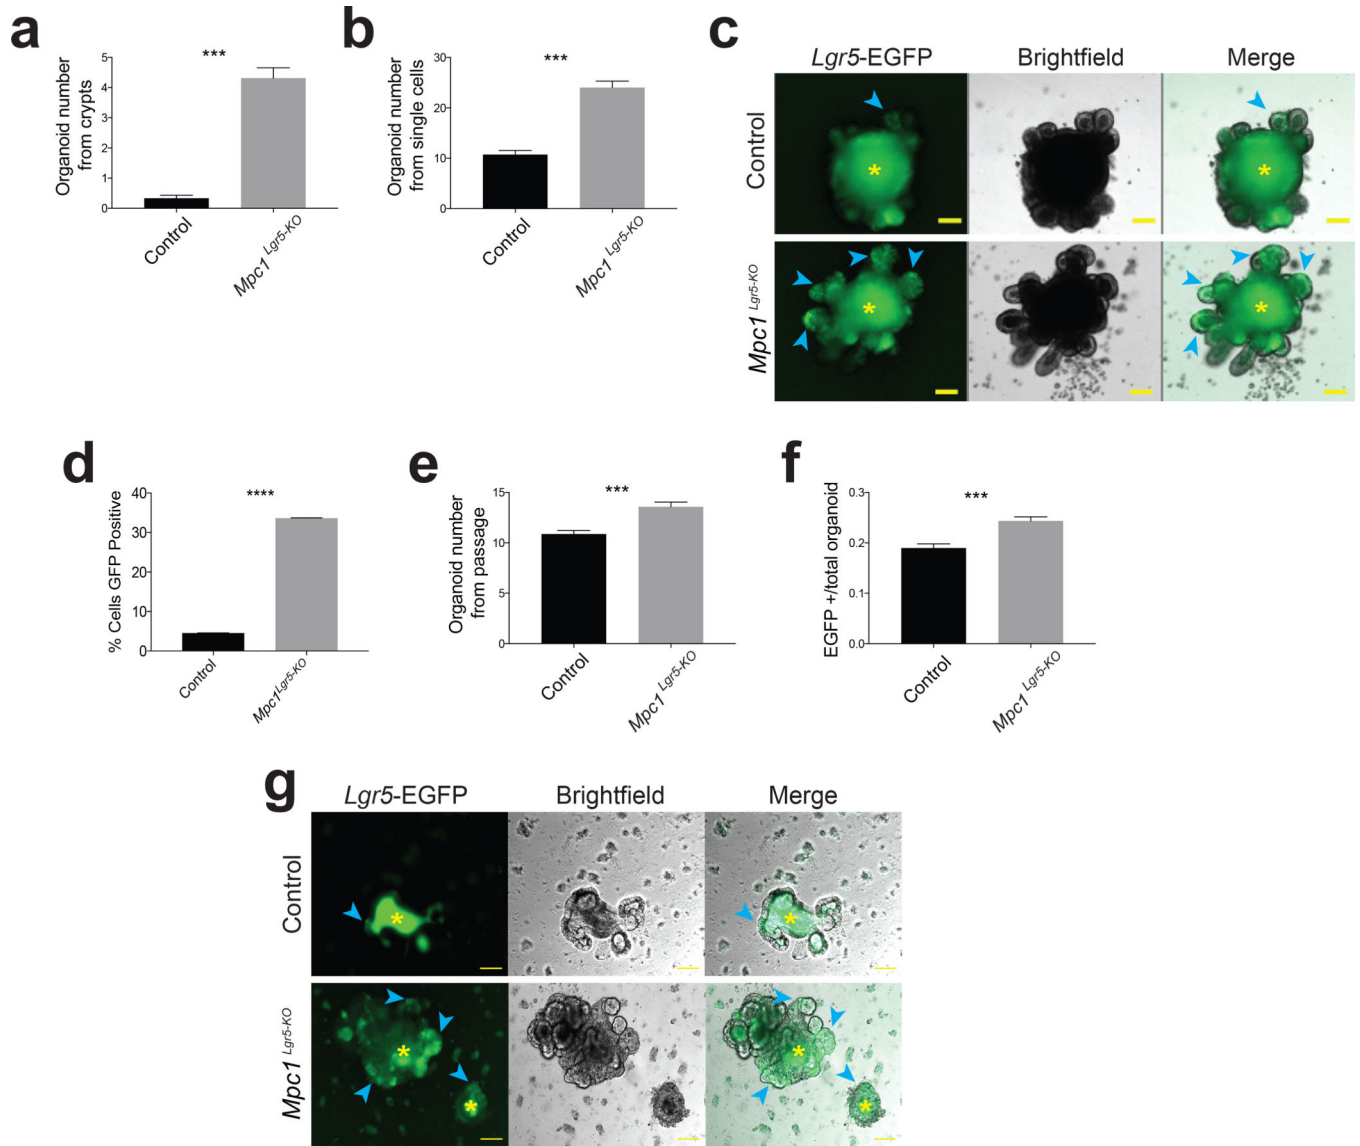 a
***
Organoid number
from crypts
5
4
3
2
1
0
Control
Mpc1 Lgr5-KO
b
***
Organoid number
from single cells
30
20
10
0
Control
Mpc1 Lgr5-KO
c
Lgr5-EGFP Brightfield Merge
Control
*
*
Mpc1 Lgr5-KO
*
*
d
****
% Cells GFP Positive
40
30
20
10
0
Control
Mpc1Lgr5-KO
e
***
Organoid number
from passage
15
10
5
0
Control
Mpc1 Lgr5-KO
f
***
EGFP +/total organoid
0.3
0.2
0.1
0.0
Control
Mpc1 Lgr5-KO
g
Lgr5-EGFP Brightfield Merge
Control
*
*
Mpc1 Lgr5-KO
*
*
*
*